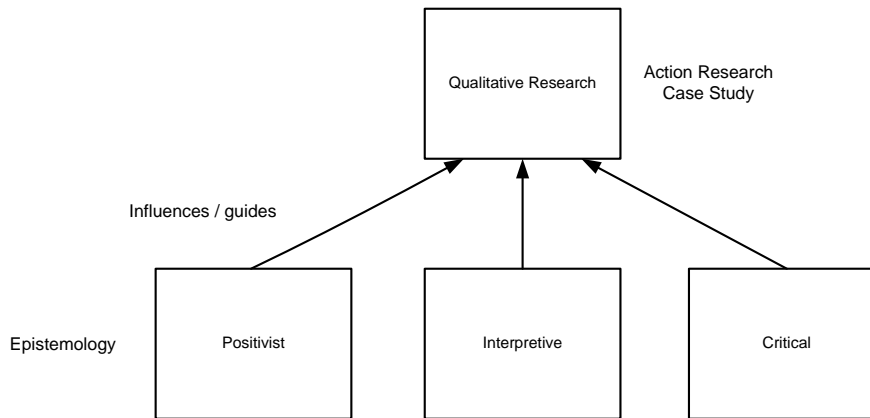 Qualitative Research
Action Research
Case Study
Influences / guides
Epistemology
Positivist
Interpretive
Critical